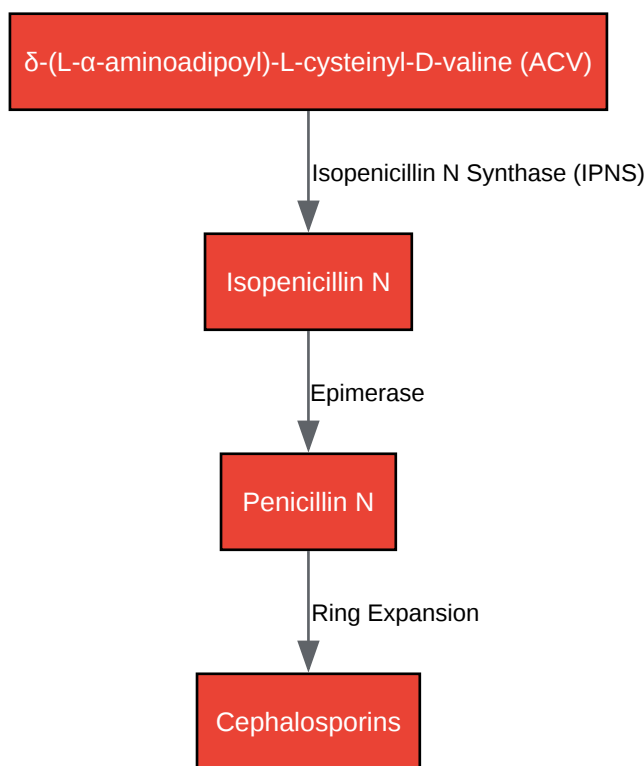 δ-(L-α-aminoadipoyl)-L-cysteinyl-D-valine (ACV)
Isopenicillin N Synthase (IPNS)
Isopenicillin N
Epimerase
Penicillin N
Ring Expansion
Cephalosporins